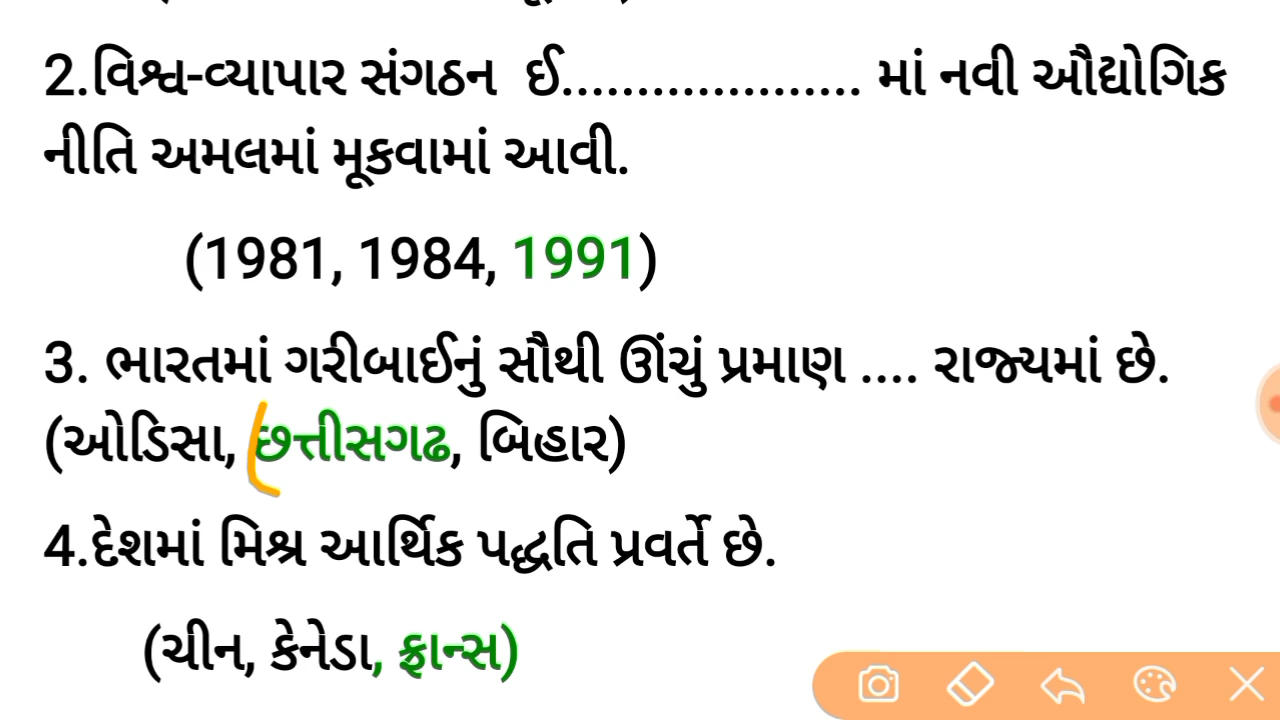 2.વિશ્વ-વ્યાપાર સંગઠન ઈ.................... માં નવી ઔદ્યોગિક
નીતિ અમલમાં મૂકવામાં આવી.
(1981, 1984, 1991)
3. ભારતમાં ગરીબાઈનું સૌથી ઊંચું પ્રમાણ .... રાજ્યમાં છે.
(ઓડિસા, છત્તીસગઢ, બિહાર)
4.દેશમાં મિશ્ર આર્થિક પદ્ધતિ પ્રવર્તે છે.
(ચીન, કેનેડા, ફ્રાન્સ)